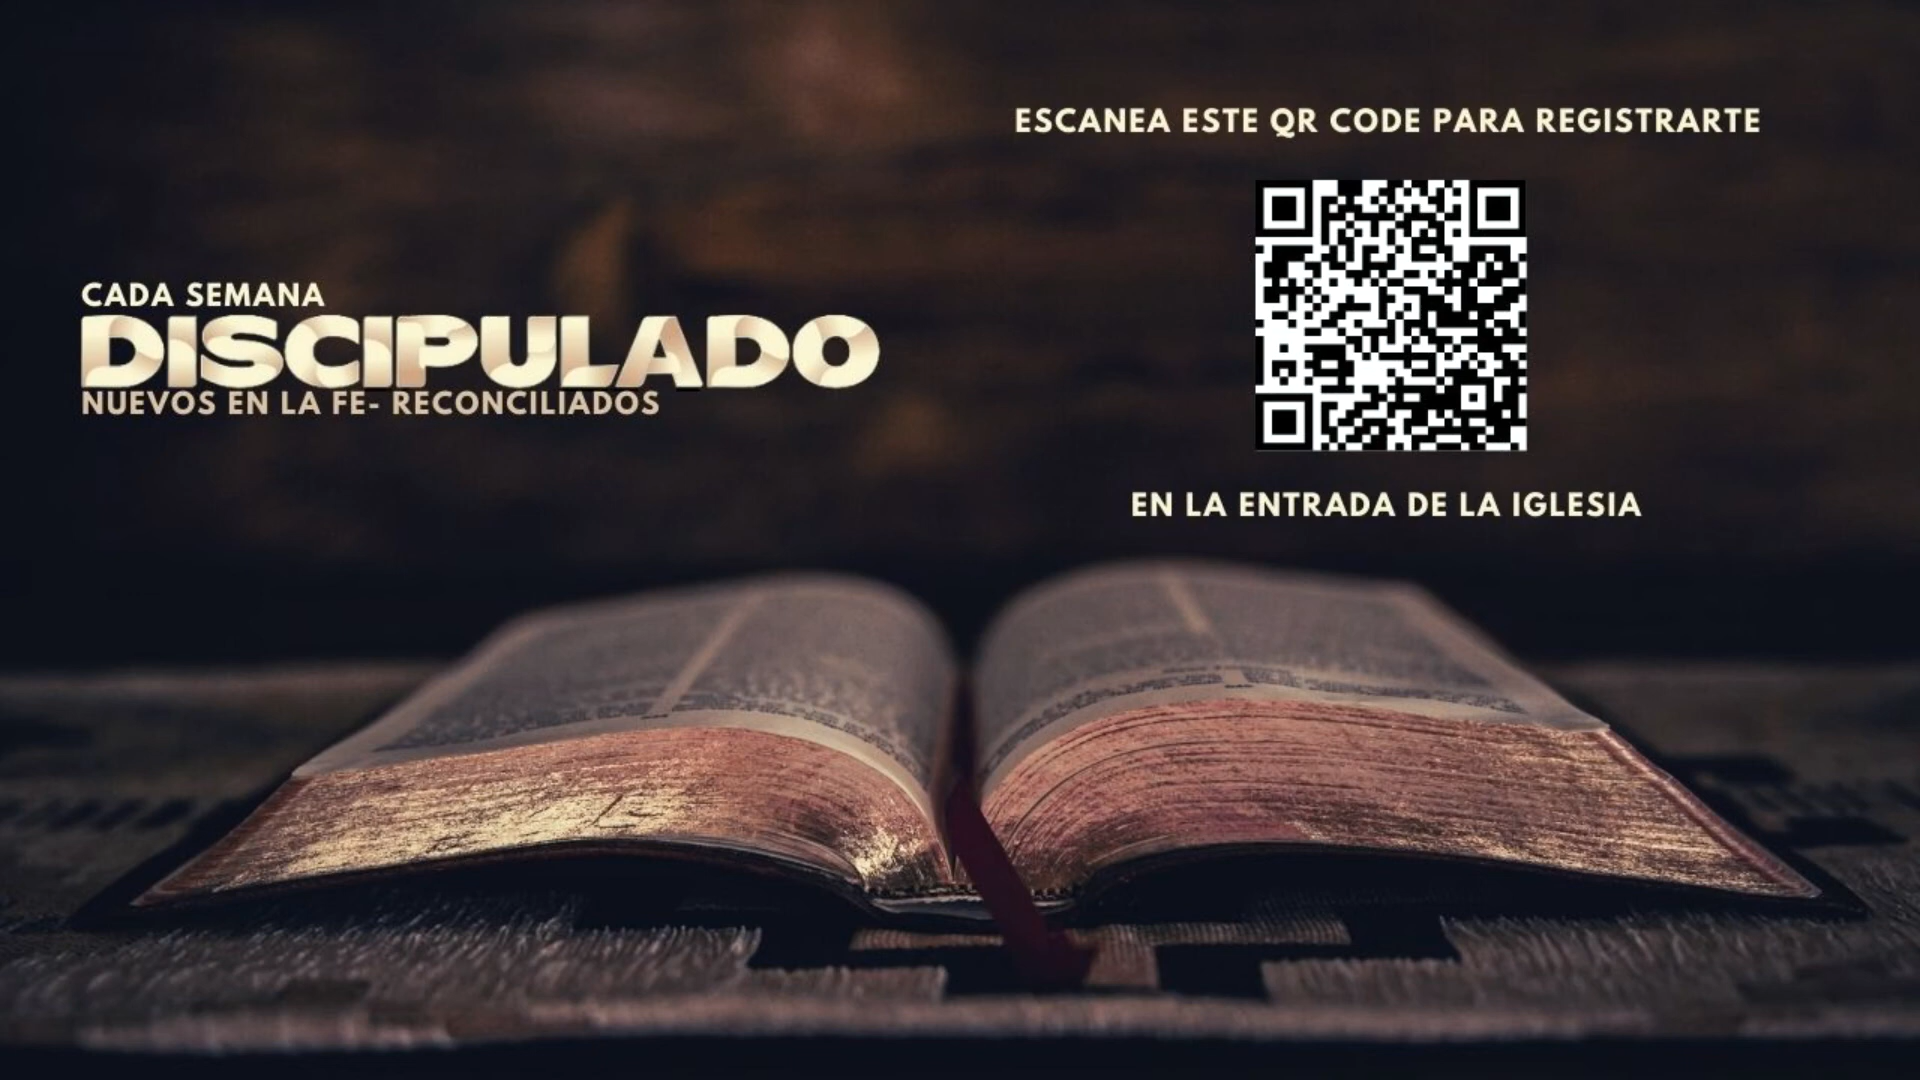 CADA SEMANA
DISCIPULADO
NUEVOS EN LA FE- RECONCILIADOS
ESCANEA ESTE QR CODE PARA REGISTRARTE
EN LA ENTRADA DE LA IGLESIA